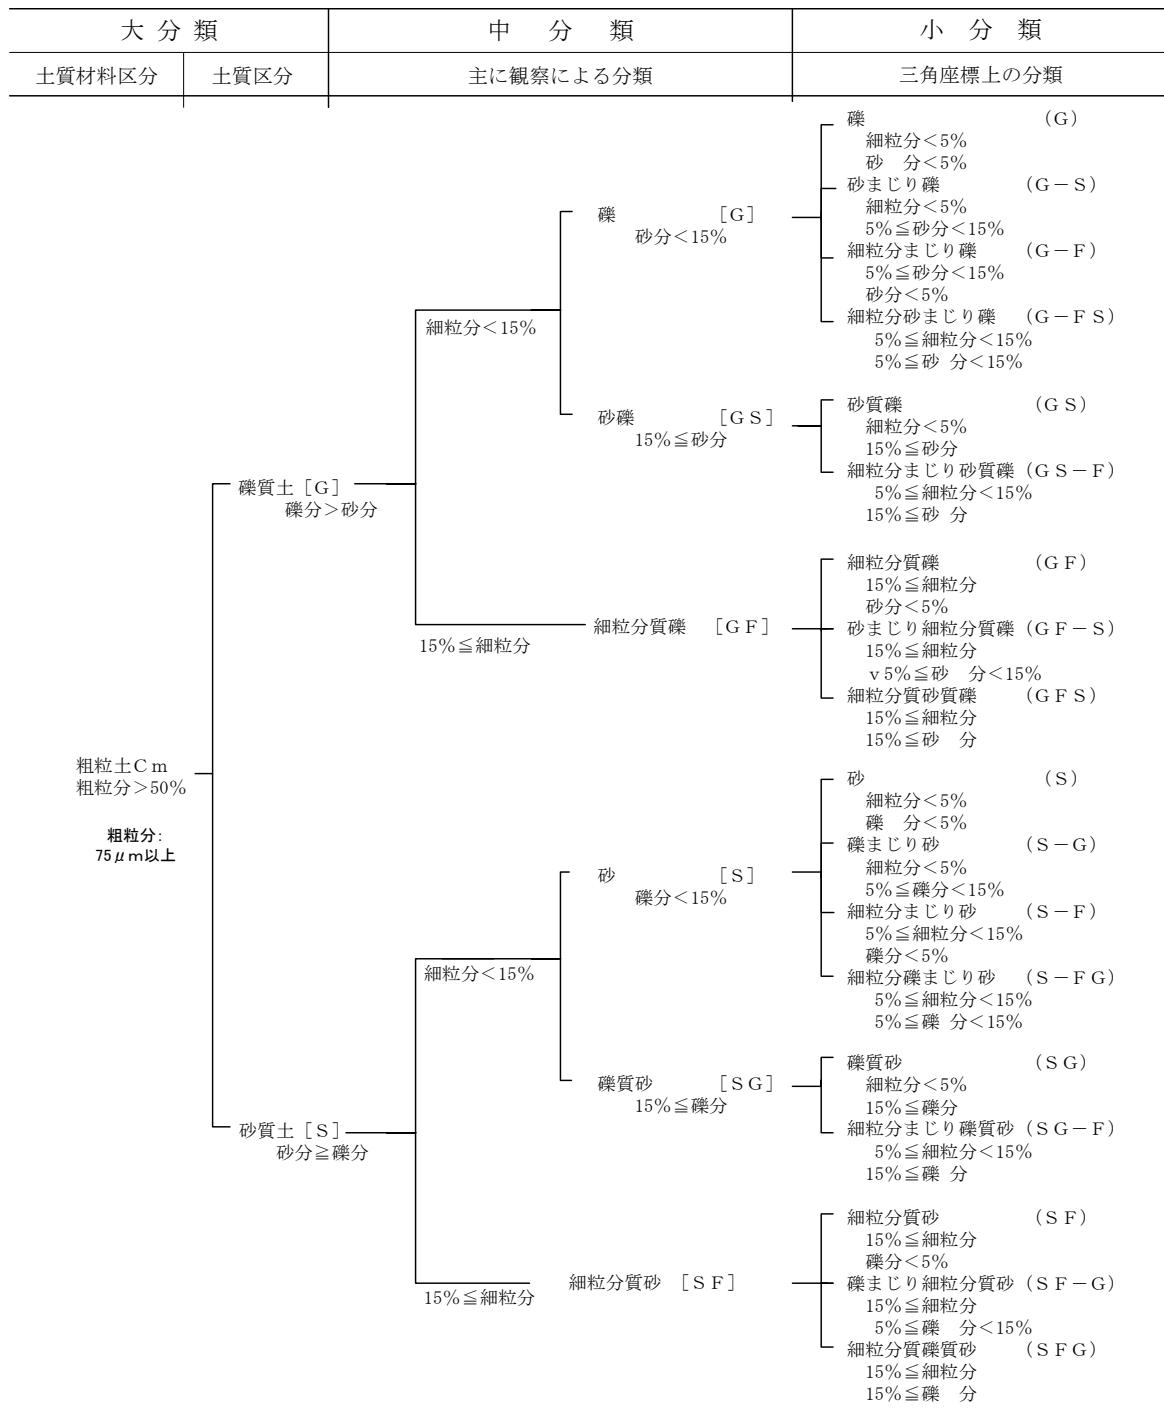 大 分 類
中 分 類
小 分 類
土質材料区分
土質区分
主に観察による分類
三角座標上の分類
粗粒土Cm
粗粒分＞50%
粗粒分：
75μm以上
礫質土［G］
礫分＞砂分
細粒分＜15%
礫 ［G］
砂分＜15%
礫 （G）
細粒分＜5%
砂 分＜5%
砂まじり礫 （G－S）
細粒分＜5%
5%≦砂分＜15%
細粒分まじり礫 （G－F）
5%≦砂分＜15%
砂分＜5%
細粒分砂まじり礫 （G－FS）
5%≦細粒分＜15%
5%≦砂 分＜15%
砂礫 ［GS］
15%≦砂分
砂質礫 （GS）
細粒分＜5%
15%≦砂分
細粒分まじり砂質礫（GS－F）
5%≦細粒分＜15%
15%≦砂 分
15%≦細粒分
細粒分質礫 ［GF］
細粒分質礫 （GF）
15%≦細粒分
砂分＜5%
砂まじり細粒分質礫（GF－S）
15%≦細粒分
v5%≦砂 分＜15%
細粒分質砂質礫 （GFS）
15%≦細粒分
15%≦砂 分
砂質土［S］
砂分≧礫分
細粒分＜15%
砂 ［S］
礫分＜15%
砂 （S）
細粒分＜5%
礫 分＜5%
礫まじり砂 （S－G）
細粒分＜5%
5%≦礫分＜15%
細粒分まじり砂 （S－F）
5%≦細粒分＜15%
礫分＜5%
細粒分礫まじり砂 （S－FG）
5%≦細粒分＜15%
5%≦礫 分＜15%
礫質砂 ［SG］
15%≦礫分
礫質砂 （SG）
細粒分＜5%
15%≦礫分
細粒分まじり礫質砂（SG－F）
5%≦細粒分＜15%
15%≦礫 分
15%≦細粒分
細粒分質砂 ［SF］
細粒分質砂 （SF）
15%≦細粒分
礫分＜5%
礫まじり細粒分質砂（SF－G）
15%≦細粒分
5%≦礫 分＜15%
細粒分質礫質砂 （SFG）
15%≦細粒分
15%≦礫 分